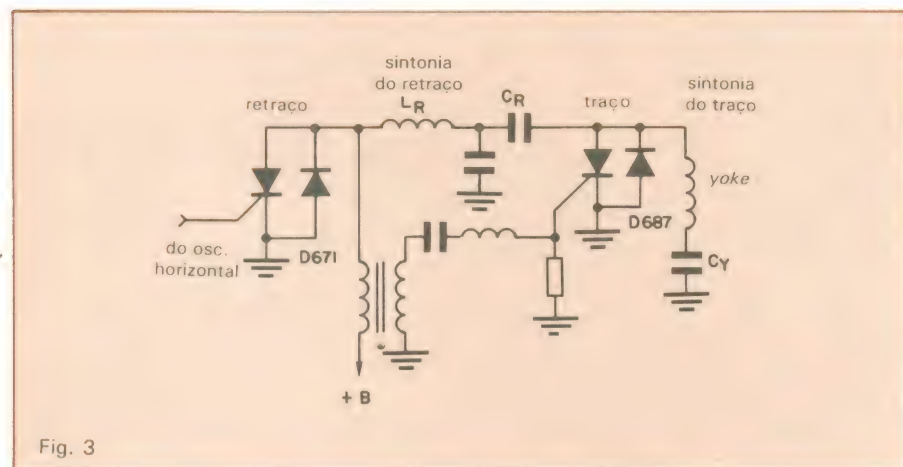 sintonia
do retraço
L_R
C_R
retraço
traço
sintonia
do traço
yoke
do osc.
horizontal
D671
D687
C_Y
+ B
Fig. 3